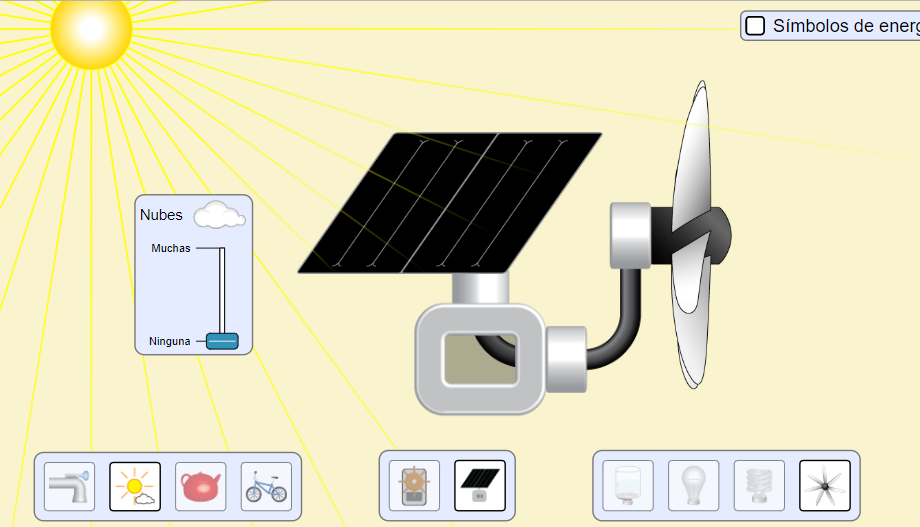 Símbolos de energ
Nubes
Muchas
Ninguna